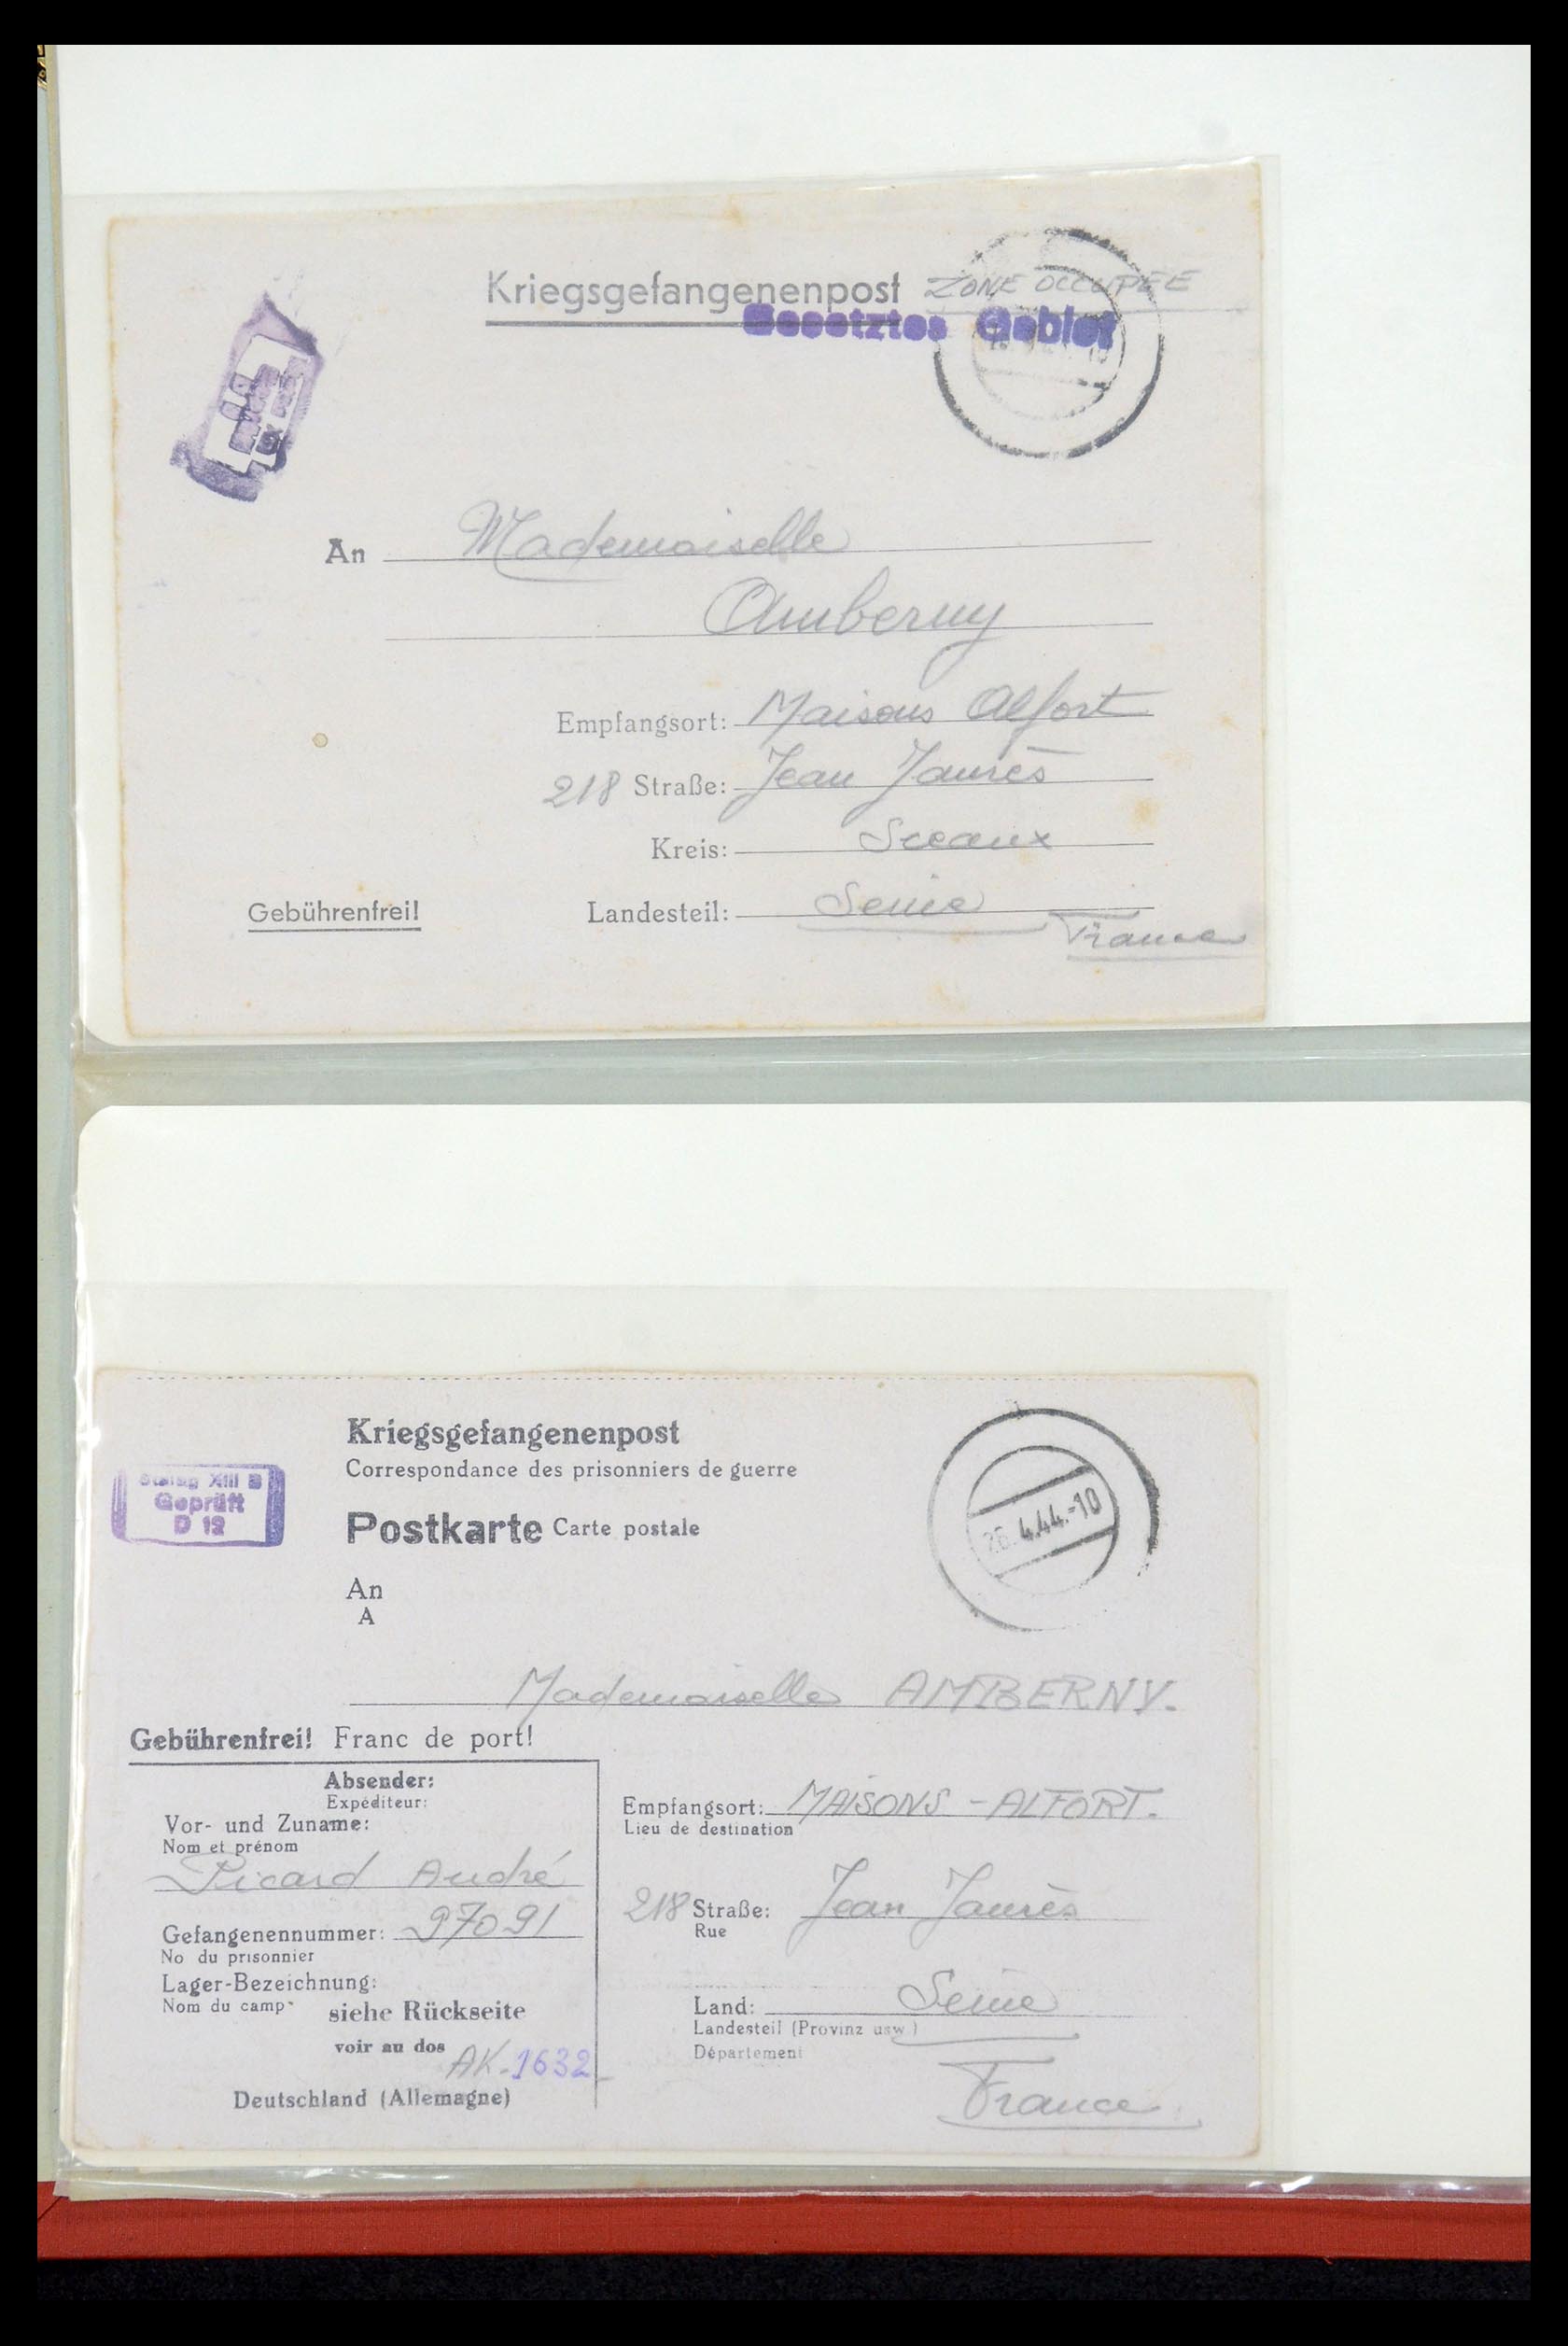 Kriegsgefangenenpost ZONE OCCUPEE
Besetztes Gebiet
An Mademoiselle
Amberny
Empfangsort: Maisons Alfort
218 Straße: Jean Jaurès
Kreis: Sceaux
Gebührenfrei! Landesteil: Seine
France
Kriegsgefangenenpost
Correspondance des prisonniers de guerre
Stalag XIII B
Geprüft
D 12
Postkarte Carte postale
26.4.44.-10
An
A
Mademoiselle AMBERNY.
Gebührenfrei! Franc de port!
Absender:
Expéditeur:
Vor- und Zuname:
Nom et prénom
Picard André
Gefangenennummer: 97091
No du prisonnier
Lager-Bezeichnung:
Nom du camp
siehe Rückseite
voir au dos
AK-1632
Deutschland (Allemagne)
Empfangsort: MAISONS-ALFORT.
Lieu de destination
218 Straße: Jean Jaurès
Rue
Land: Seine
Landesteil (Provinz usw.)
Département
France